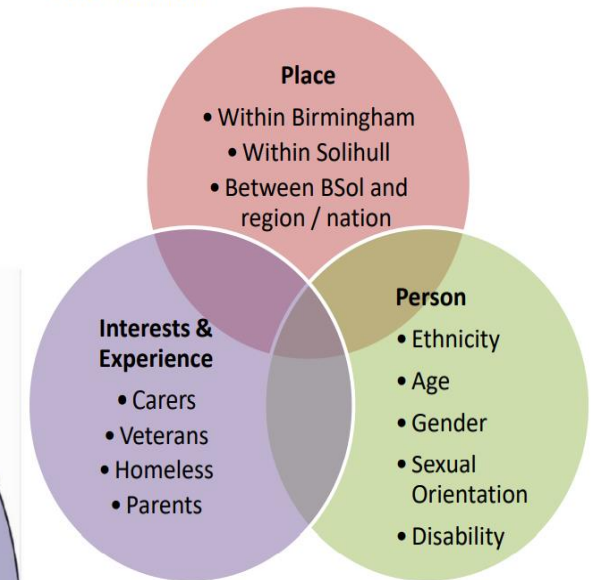 Place
• Within Birmingham
• Within Solihull
• Between BSol and
region / nation
Interests &
Experience
• Carers
• Veterans
• Homeless
• Parents
Person
• Ethnicity
• Age
• Gender
• Sexual
Orientation
• Disability